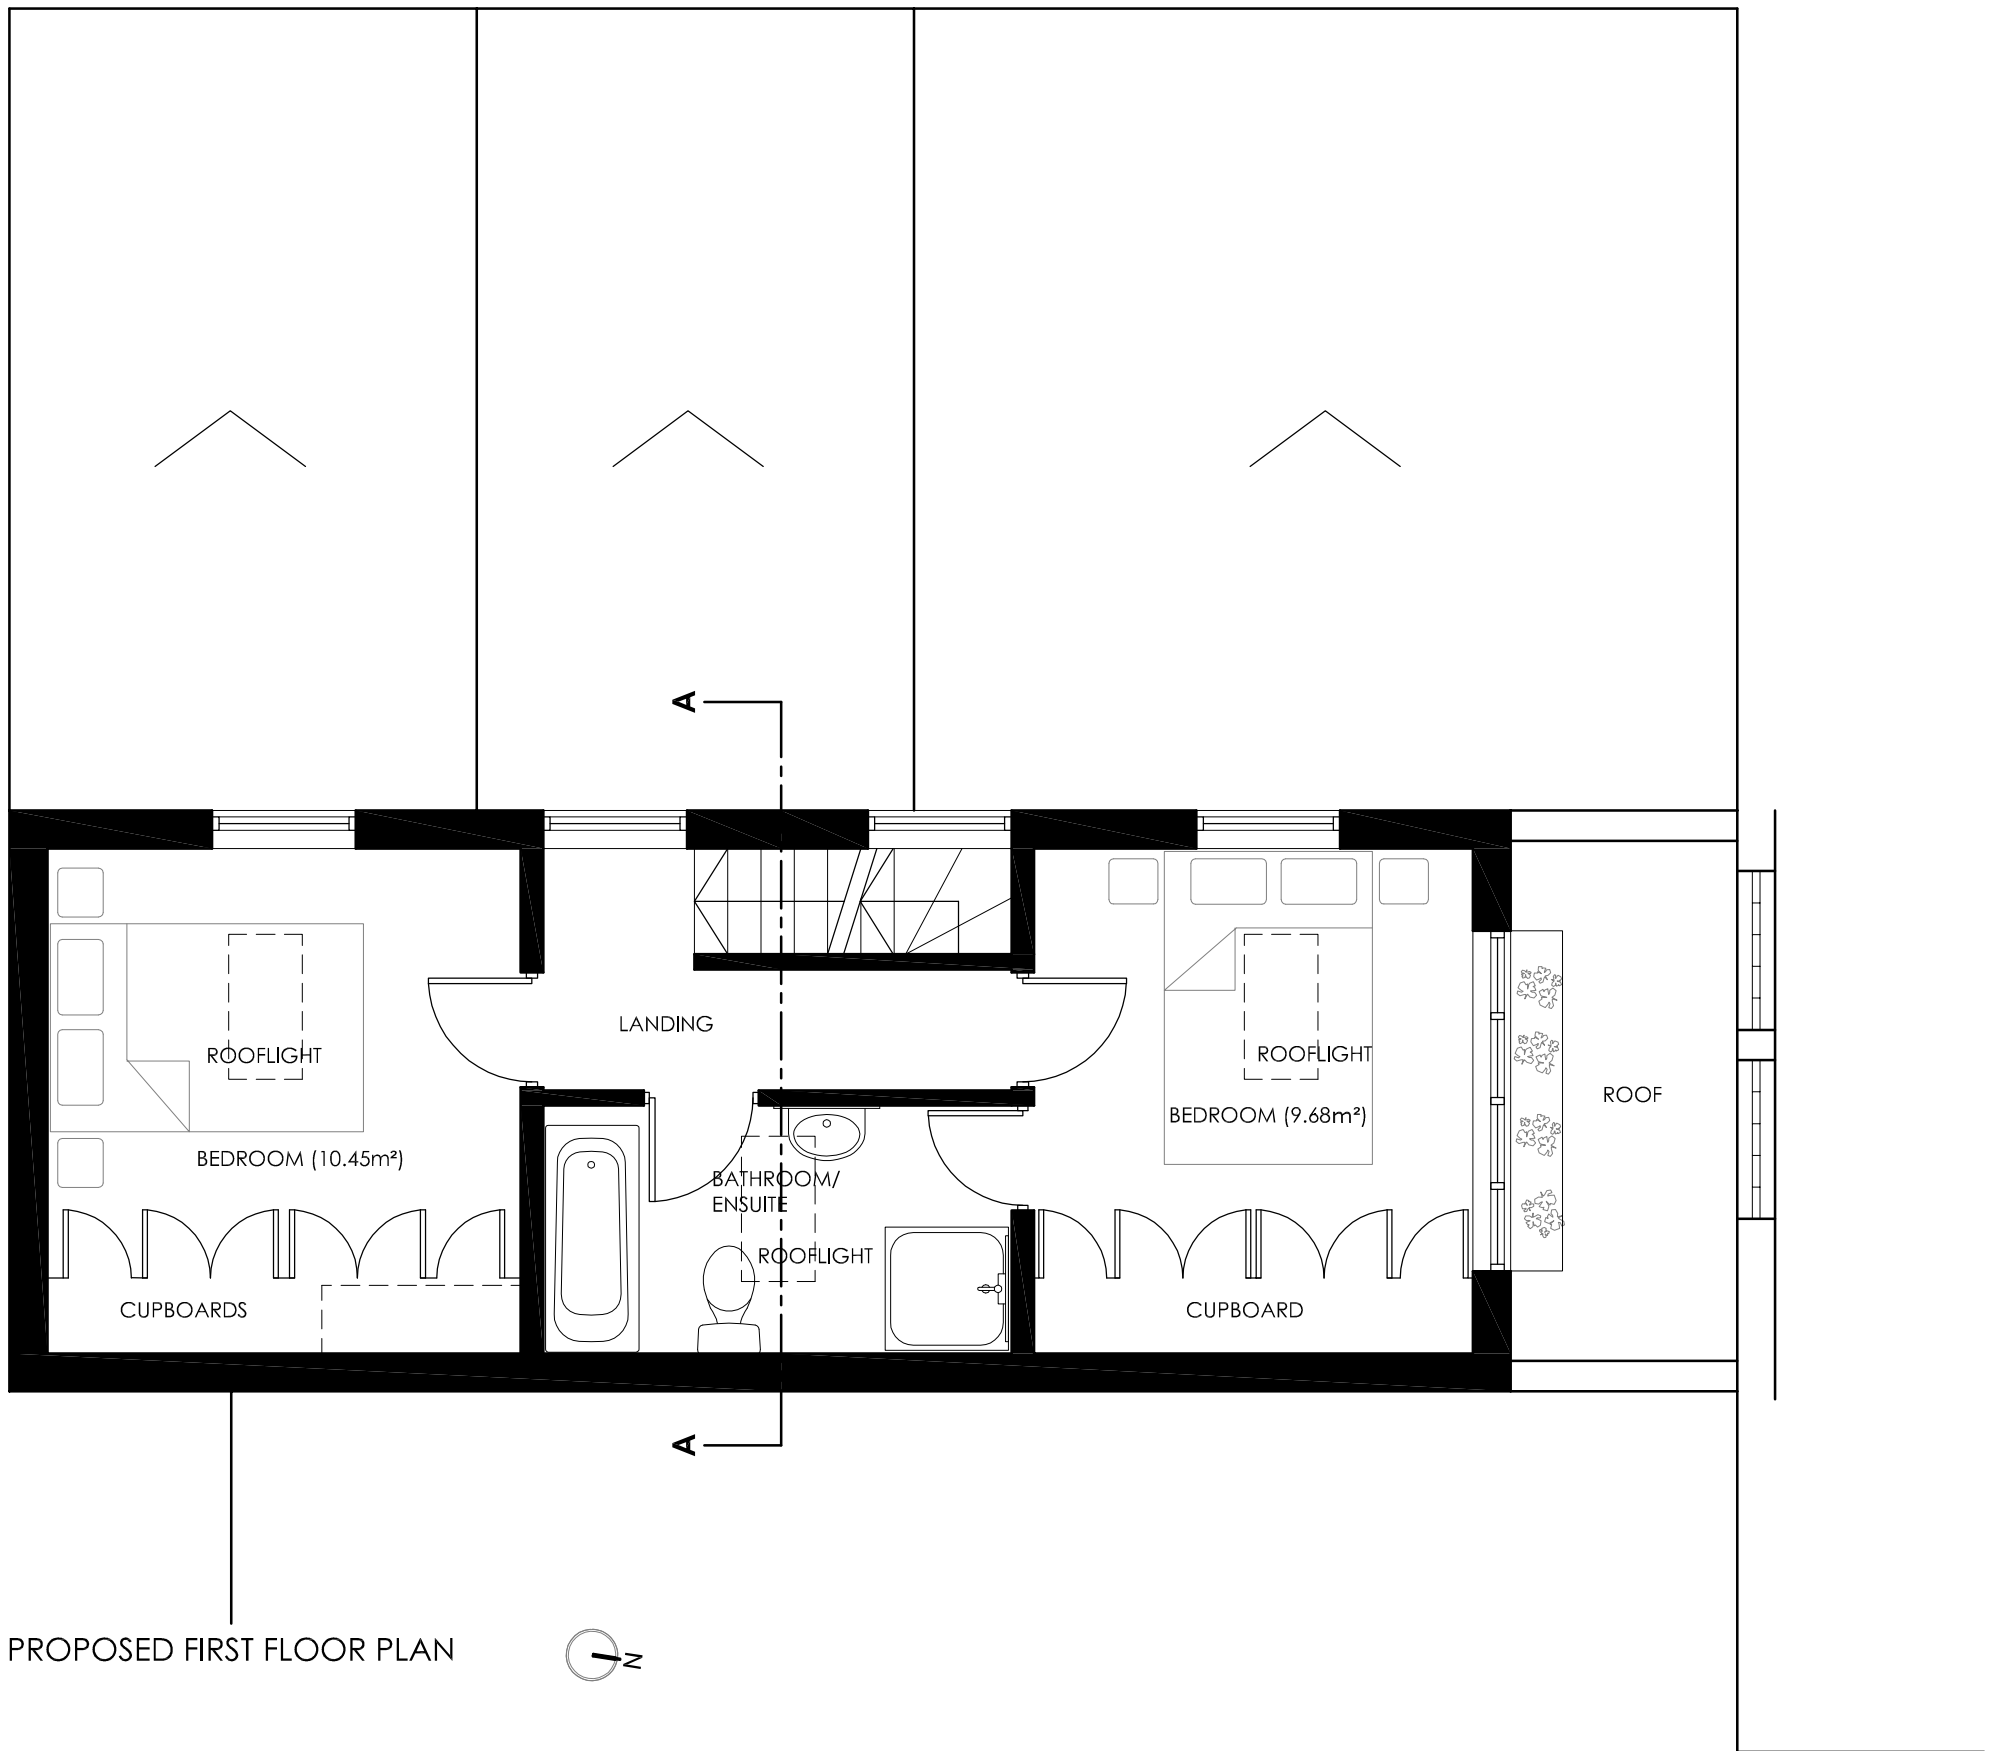 A
LANDING
ROOFLIGHT
ROOFLIGHT
ROOF
BEDROOM (9.68m²)
BEDROOM (10.45m²)
BATHROOM/
ENSUITE
ROOFLIGHT
CUPBOARDS
CUPBOARD
A
PROPOSED FIRST FLOOR PLAN
N